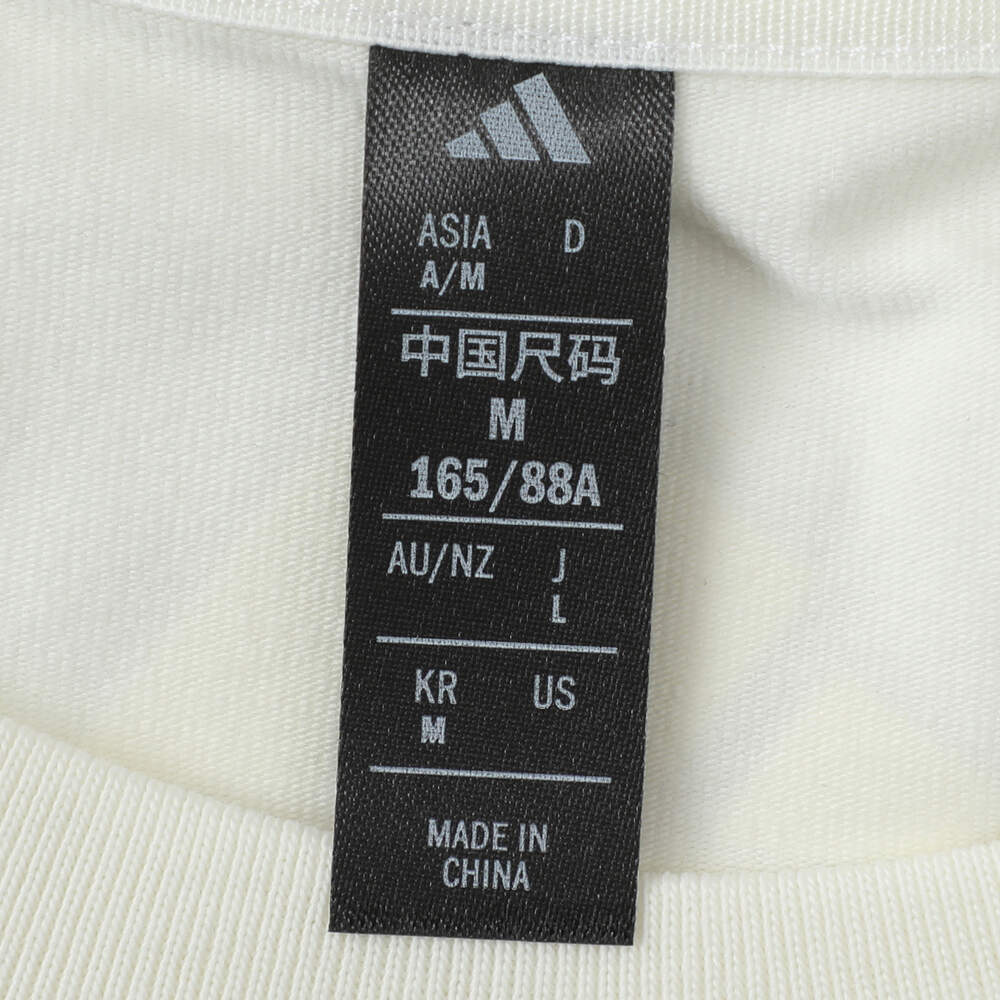 ASIA D
A/M
中国尺码
M
165/88A
AU/NZ J
L
KR US
M
MADE IN
CHINA